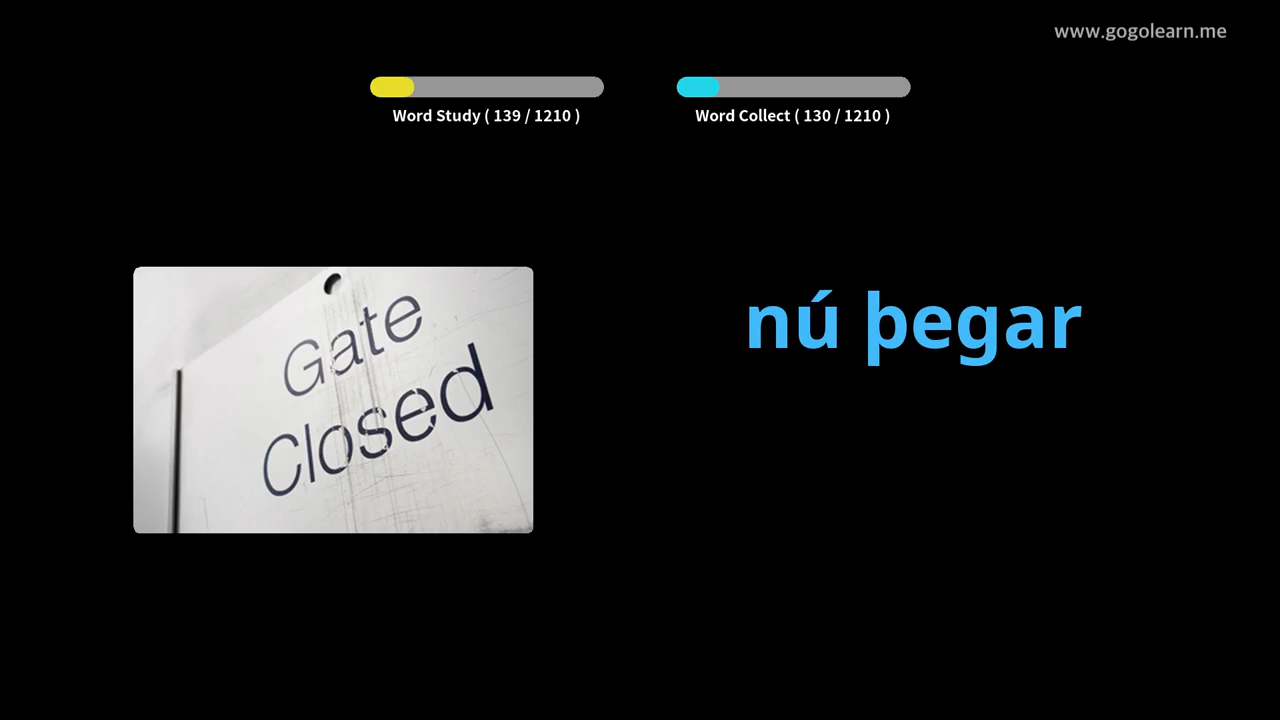 www.gogolearn.me
Word Study ( 139 / 1210 )
Word Collect ( 130 / 1210 )
Gate
Closed
nú þegar